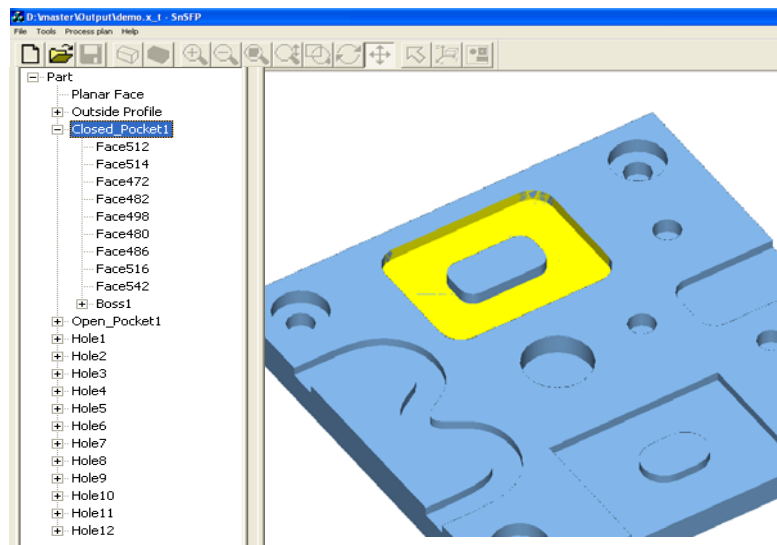 D:\master\Output\demo.x_t - SnSFP
File Tools Process plan Help
Part
Planar Face
Outside Profile
Closed_Pocket1
Face512
Face514
Face472
Face482
Face498
Face480
Face486
Face516
Face542
Boss1
Open_Pocket1
Hole1
Hole2
Hole3
Hole4
Hole5
Hole6
Hole7
Hole8
Hole9
Hole10
Hole11
Hole12